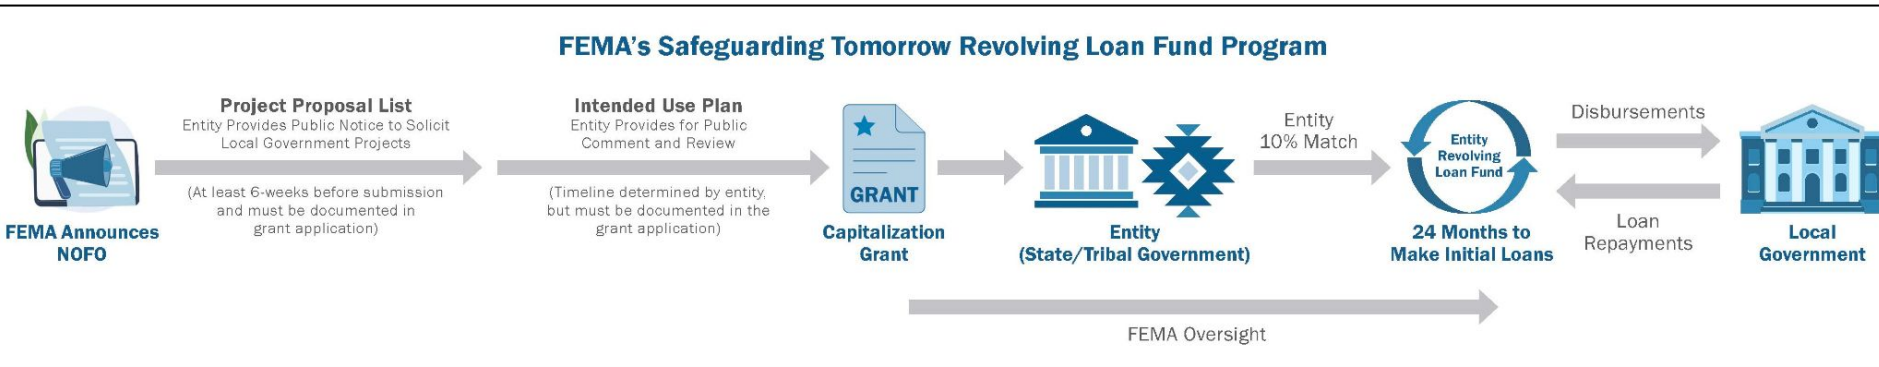 FEMA's Safeguarding Tomorrow Revolving Loan Fund Program
FEMA Announces
NOFO
Project Proposal List
Entity Provides Public Notice to Solicit
Local Government Projects
(At least 6-weeks before submission
and must be documented in
grant application)
Intended Use Plan
Entity Provides for Public
Comment and Review
(Timeline determined by entity,
but must be documented in the
grant application)
GRANT
Capitalization
Grant
Entity
(State/Tribal Government)
Entity
10% Match
Entity
Revolving
Loan Fund
24 Months to
Make Initial Loans
Disbursements
Loan
Repayments
Local
Government
FEMA Oversight